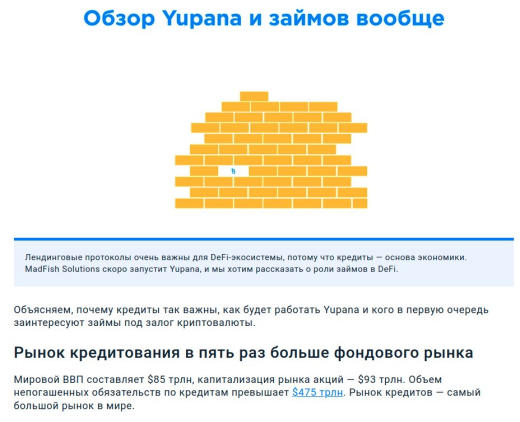 Обзор Yupana и займов вообще
Лендинговые протоколы очень важны для DeFi-экосистемы, потому что кредиты — основа экономики.
MadFish Solutions скоро запустит Yupana, и мы хотим рассказать о роли займов в DeFi.
Объясняем, почему кредиты так важны, как будет работать Yupana и кого в первую очередь
заинтересуют займы под залог криптовалюты.
Рынок кредитования в пять раз больше фондового рынка
Мировой ВВП составляет $85 трлн, капитализация рынка акций — $93 трлн. Объем
непогашенных обязательств по кредитам превышает $475 трлн. Рынок кредитов — самый
большой рынок в мире.